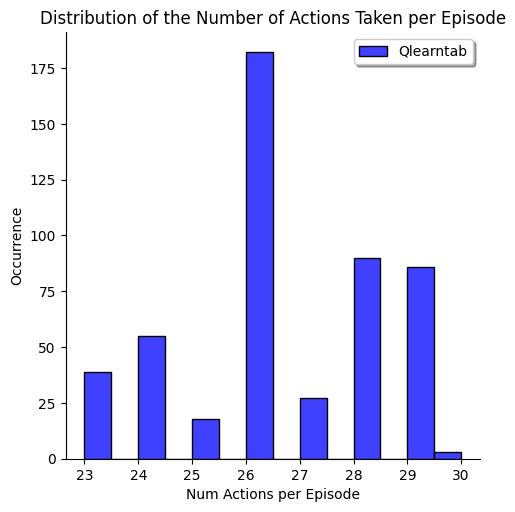 Distribution of the Number of Actions Taken per Episode
Qlearntab
175
150
125
100
75
50
25
0
Occurrence
23 24 25 26 27 28 29 30
Num Actions per Episode